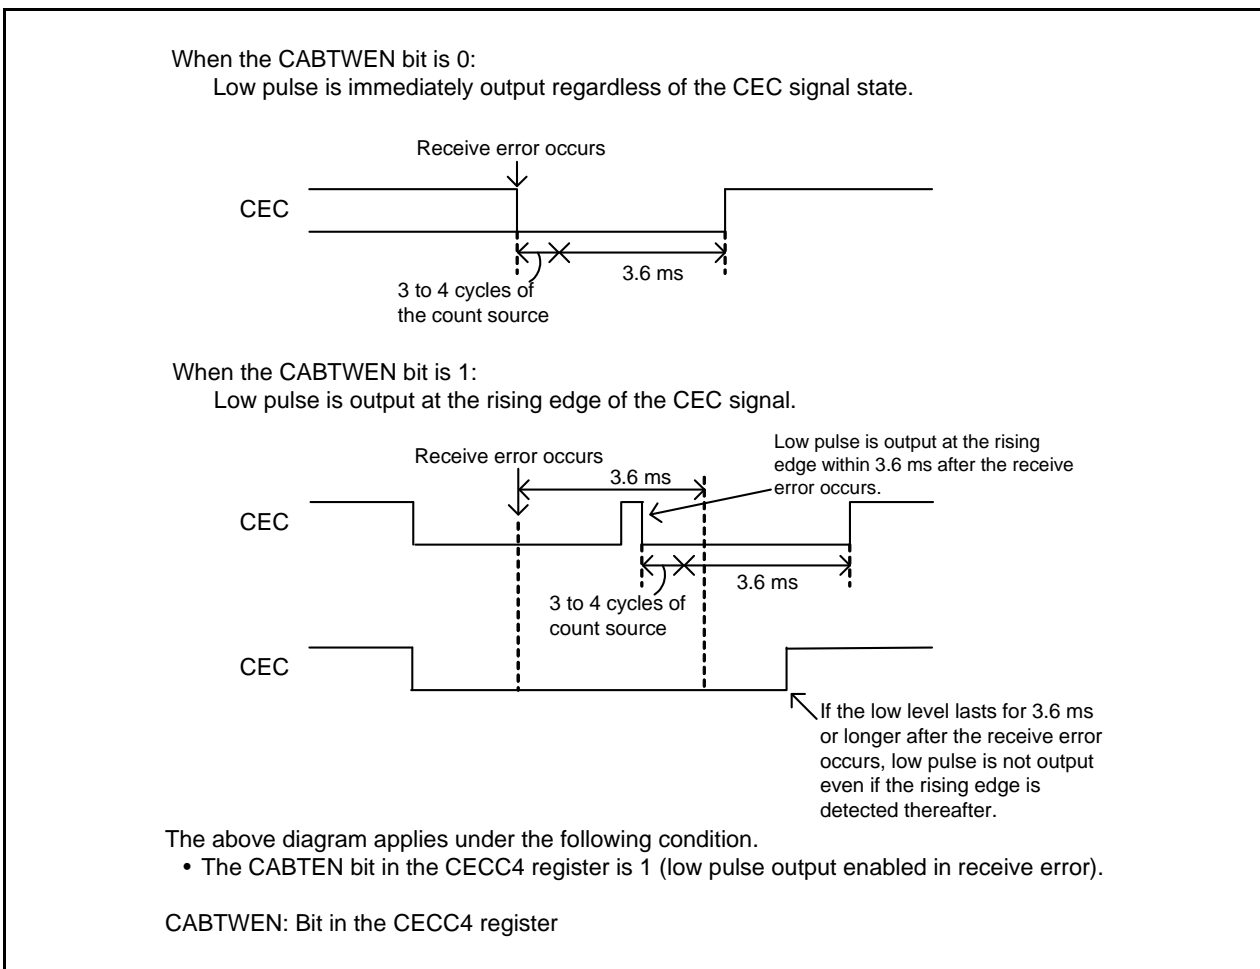 When the CABTWEN bit is 0:
Low pulse is immediately output regardless of the CEC signal state.
Receive error occurs
CEC
3.6 ms
3 to 4 cycles of
the count source
When the CABTWEN bit is 1:
Low pulse is output at the rising edge of the CEC signal.
Low pulse is output at the rising
edge within 3.6 ms after the receive
error occurs.
Receive error occurs
3.6 ms
CEC
3.6 ms
3 to 4 cycles of
count source
CEC
If the low level lasts for 3.6 ms
or longer after the receive error
occurs, low pulse is not output
even if the rising edge is
detected thereafter.
The above diagram applies under the following condition.
• The CABTEN bit in the CECC4 register is 1 (low pulse output enabled in receive error).
CABTWEN: Bit in the CECC4 register